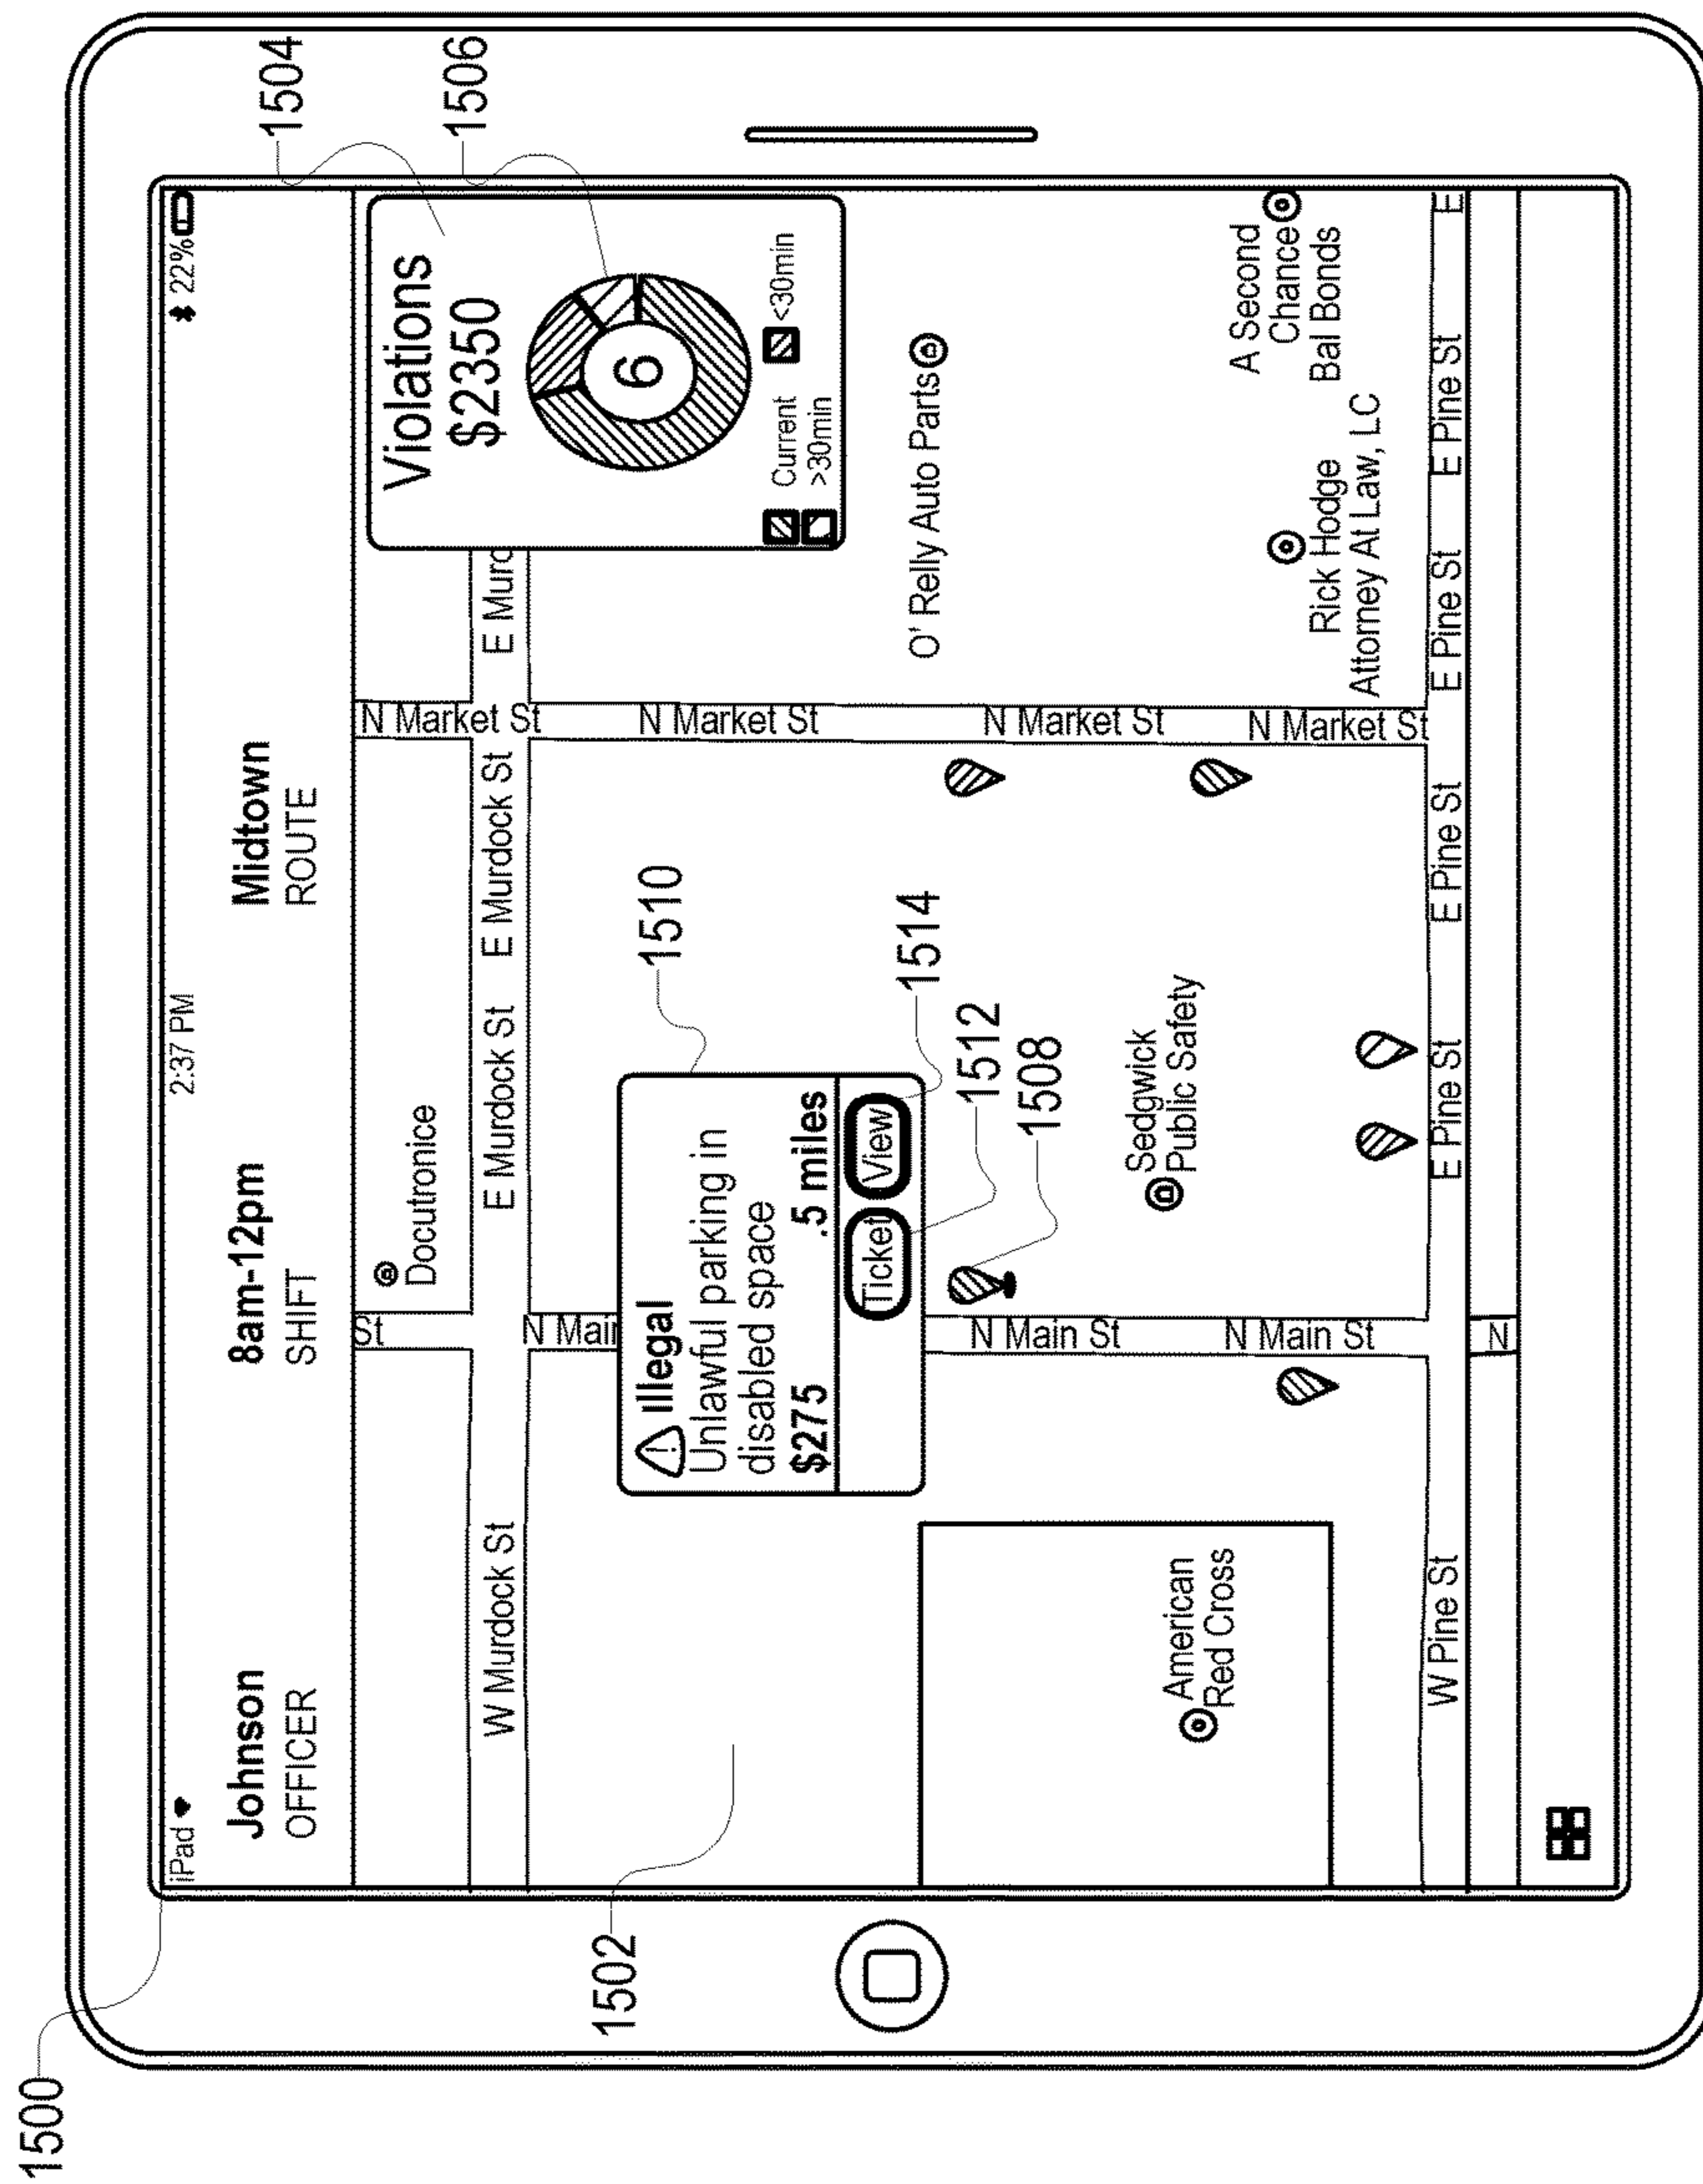 1500
iPad
2:37 PM
22%
Johnson
OFFICER
8am-12pm
SHIFT
Midtown
ROUTE
1504
1506
Violations
$2350
6
Current
<30min
>30min
St
N Market St
Docutronice
W Murdock St
E Murdock St
E Murdock St
E Murdock St
E Murd
N Main
N Market St
1510
Illegal
Unlawful parking in
disabled space
$275
.5 miles
Ticket
View
1514
1512
1508
1502
O' Relly Auto Parts
N Main St
N Main St
N Market St
N Market St
Sedgwick
Public Safety
American
Red Cross
A Second
Chance
Bal Bonds
Rick Hodge
Attorney At Law, LC
W Pine St
E Pine St
E Pine St
E Pine St
E Pine St
E
N